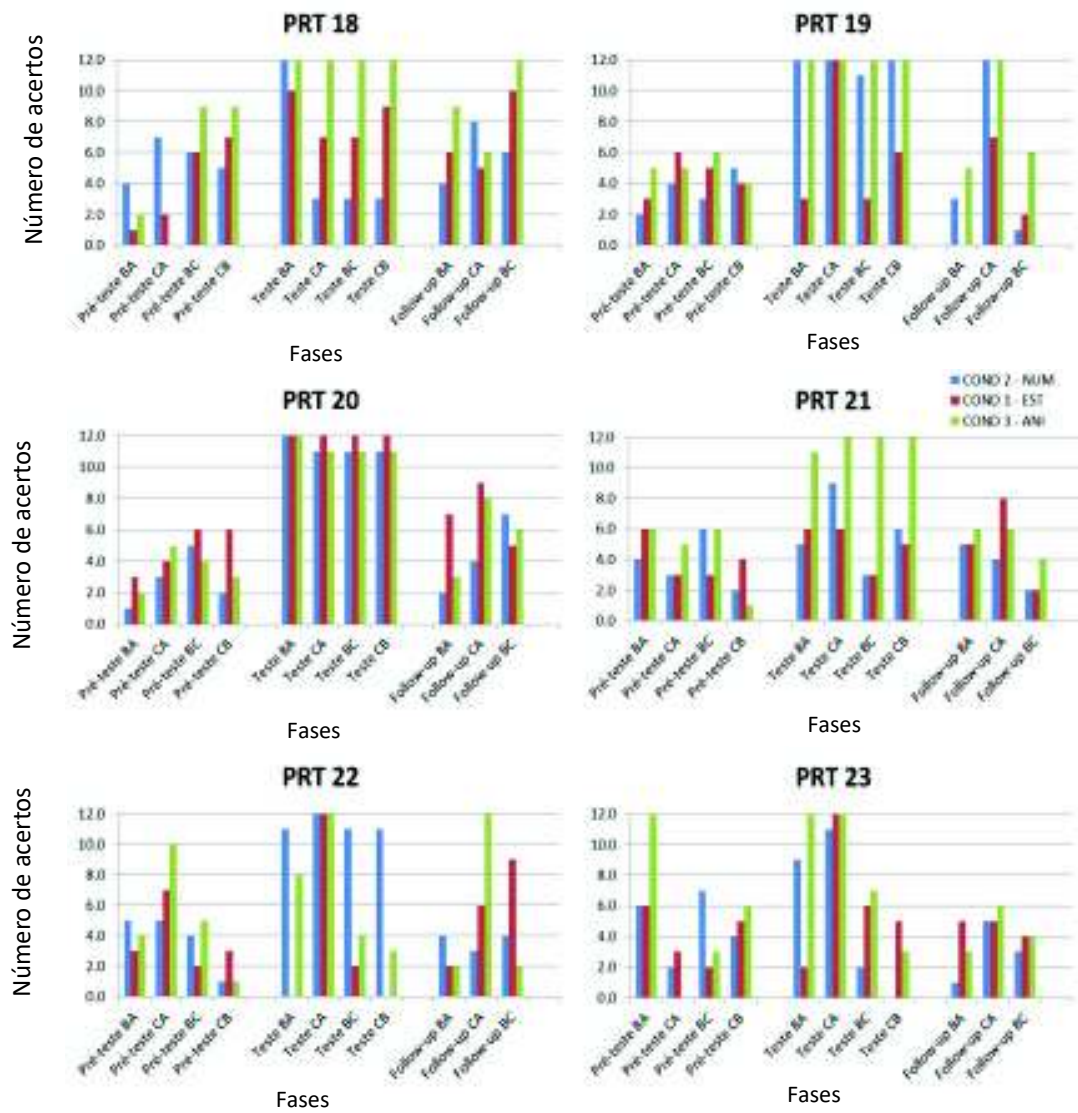 PRT 18
Número de acertos
12.0
10.0
8.0
6.0
4.0
2.0
0.0
Pré-teste BA
Pré-teste CA
Pré-teste BC
Pré-teste CB
Teste BA
Teste CA
Teste BC
Teste CB
Follow-up BA
Follow-up CA
Follow-up BC
Fases
PRT 19
12.0
10.0
8.0
6.0
4.0
2.0
0.0
Pré-teste BA
Pré-teste CA
Pré-teste BC
Pré-teste CB
Teste BA
Teste CA
Teste BC
Teste CB
Follow-up BA
Follow-up CA
Follow-up BC
Fases
PRT 20
Número de acertos
12.0
10.0
8.0
6.0
4.0
2.0
0.0
Pré-teste BA
Pré-teste CA
Pré-teste BC
Pré-teste CB
Teste BA
Teste CA
Teste BC
Teste CB
Follow-up BA
Follow-up CA
Follow-up BC
Fases
PRT 21
COND 2 - NUM
COND 1 - EST
COND 3 - ANI
12.0
10.0
8.0
6.0
4.0
2.0
0.0
Pré-teste BA
Pré-teste CA
Pré-teste BC
Pré-teste CB
Teste BA
Teste CA
Teste BC
Teste CB
Follow-up BA
Follow-up CA
Follow-up BC
Fases
PRT 22
Número de acertos
12.0
10.0
8.0
6.0
4.0
2.0
0.0
Pré-teste BA
Pré-teste CA
Pré-teste BC
Pré-teste CB
Teste BA
Teste CA
Teste BC
Teste CB
Follow-up BA
Follow-up CA
Follow-up BC
Fases
PRT 23
12.0
10.0
8.0
6.0
4.0
2.0
0.0
Pré-teste BA
Pré-teste CA
Pré-teste BC
Pré-teste CB
Teste BA
Teste CA
Teste BC
Teste CB
Follow-up BA
Follow-up CA
Follow-up BC
Fases